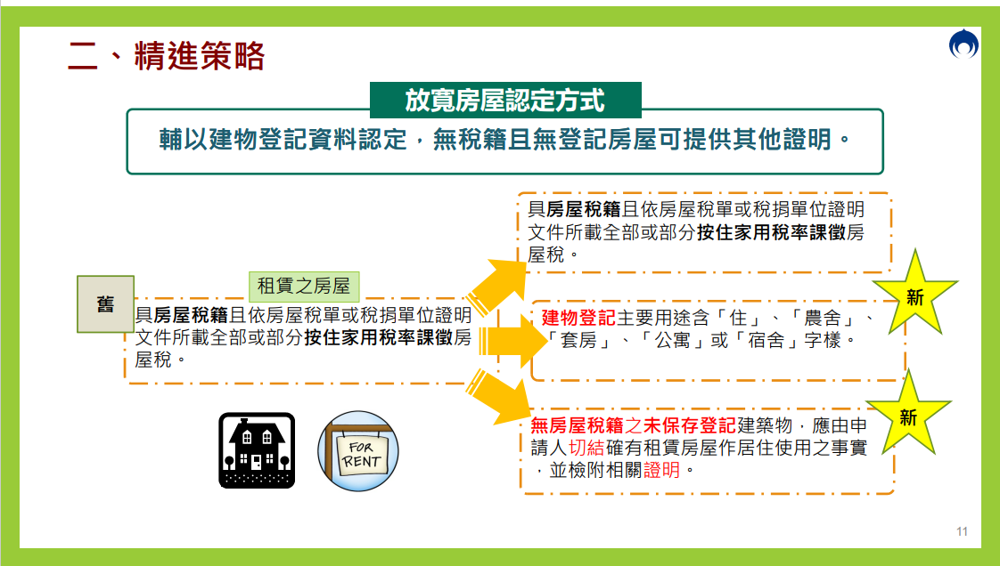 二、精進策略
放寬房屋認定方式
輔以建物登記資料認定，無稅籍且無登記房屋可提供其他證明。
舊
租賃之房屋
具房屋稅籍且依房屋稅單或稅捐單位證明
文件所載全部或部分按住家用稅率課徵房
屋稅。
FOR
RENT
具房屋稅籍且依房屋稅單或稅捐單位證明
文件所載全部或部分按住家用稅率課徵房
屋稅。
新
建物登記主要用途含「住」、「農舍」、
「套房」、「公寓」或「宿舍」字樣。
新
無房屋稅籍之未保存登記建築物，應由申
請人切結確有租賃房屋作居住使用之事實
，並檢附相關證明。
11